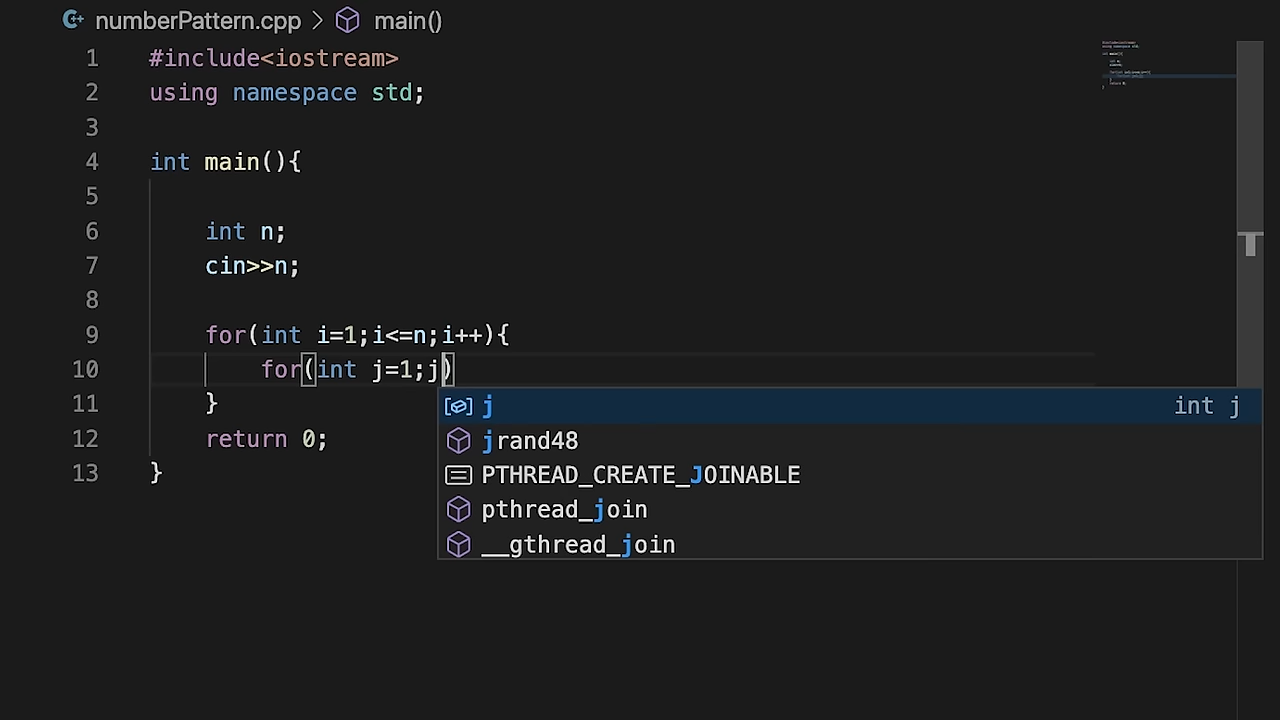 numberPattern.cpp > main()
1 #include<iostream>
2 using namespace std;
3
4 int main(){
5
6 int n;
7 cin>>n;
8
9 for(int i=1;i<=n;i++){
10 for(int j=1;j)
11 }
12 return 0;
13 }
j int j
jrand48
PTHREAD_CREATE_JOINABLE
pthread_join
__gthread_join